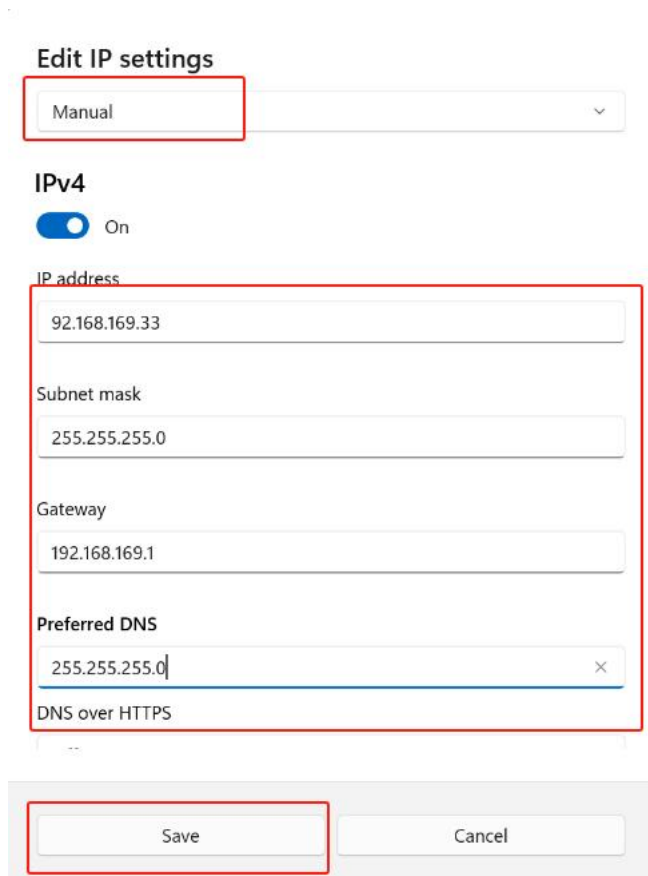 Edit IP settings
Manual
IPv4
On
IP address
92.168.169.33
Subnet mask
255.255.255.0
Gateway
192.168.169.1
Preferred DNS
255.255.255.0
DNS over HTTPS
Save Cancel